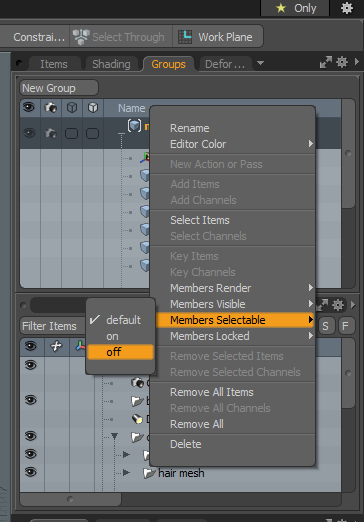 Only
Constrai... Select Through Work Plane
Items Shading Groups Defor...
New Group
Name
Rename
Editor Color
New Action or Pass
Add Items
Add Channels
Select Items
Select Channels
Key Items
Key Channels
Members Render
Members Visible
Members Selectable
Members Locked
Remove Selected Items
Remove Selected Channels
Remove All Items
Remove All Channels
Remove All
Delete
default
on
off
Filter Items S F
hair mesh